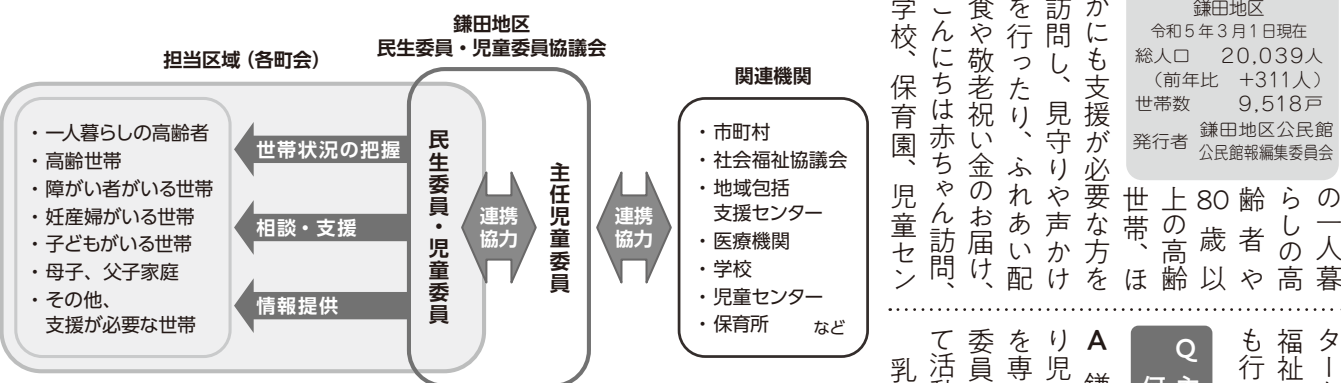 鎌田地区
民生委員・児童委員協議会
担当区域（各町会）
・一人暮らしの高齢者
・高齢世帯
・障がい者がいる世帯
・妊産婦がいる世帯
・子どもがいる世帯
・母子、父子家庭
・その他、
支援が必要な世帯
世帯状況の把握
相談・支援
情報提供
民生委員・児童委員
連携
協力
主任児童委員
連携
協力
関連機関
・市町村
・社会福祉協議会
・地域包括
支援センター
・医療機関
・学校
・児童センター
・保育所　など
鎌田地区
令和5年3月1日現在
総人口　20,039人
（前年比　+311人）
世帯数　9,518戸
発行者　鎌田地区公民館
公民館報編集委員会
の一人暮
らしの高
齢者や
80歳以
上の高齢
世帯、ほ
かにも支援が必要な方を
訪問し、見守りや声かけ
を行ったり、ふれあい配
食や敬老祝い金のお届け、
こんにちは赤ちゃん訪問、
学校、保育園、児童セン
ター
福祉
も行
Q
A 鎌
り児
を専
委員
て活動
乳